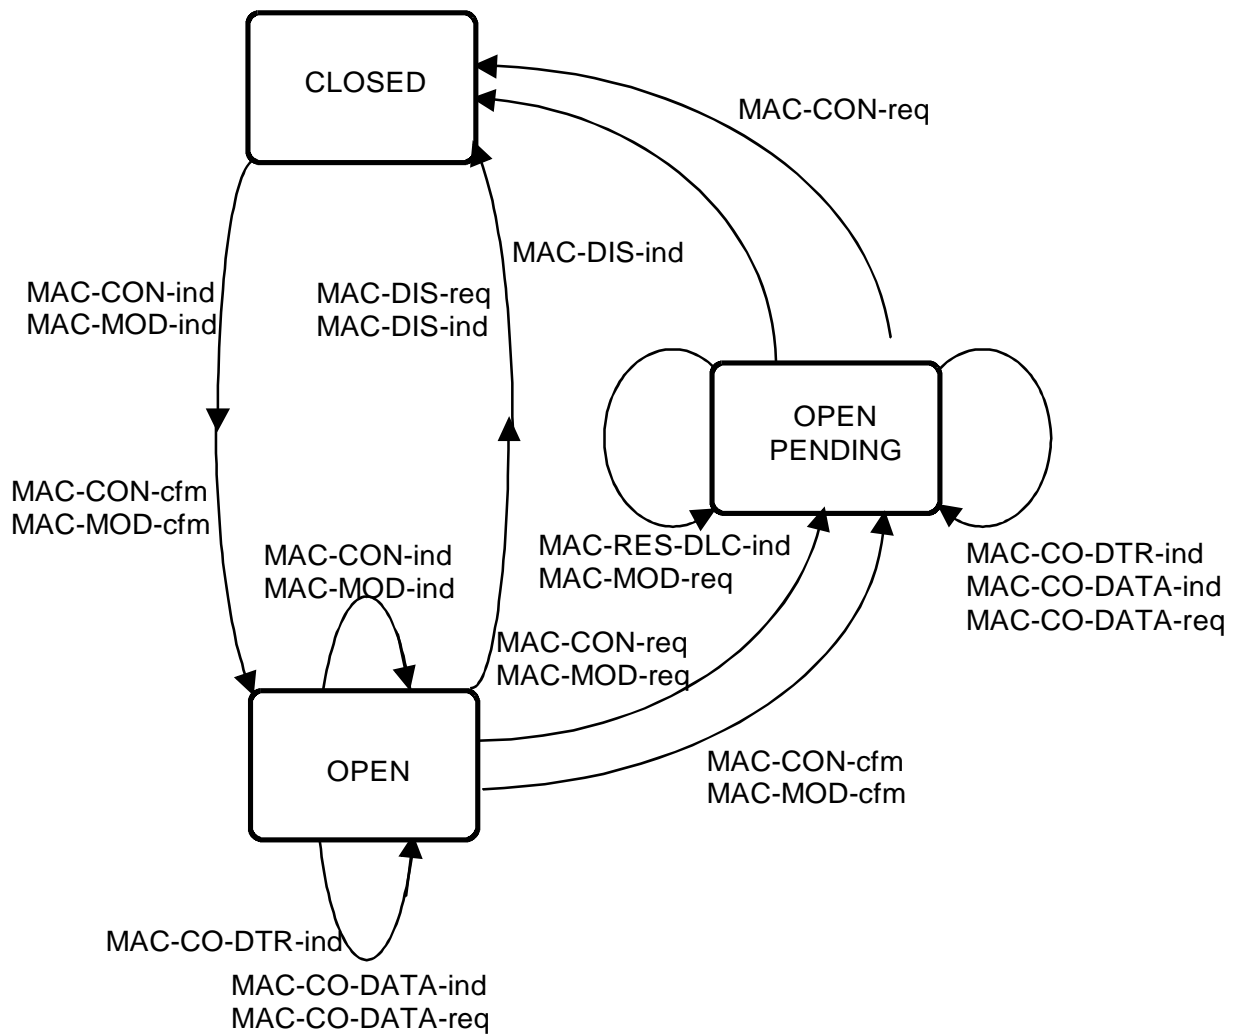 CLOSED
MAC-CON-req
MAC-DIS-ind
MAC-CON-ind
MAC-MOD-ind
MAC-DIS-req
MAC-DIS-ind
OPEN
PENDING
MAC-CON-cfm
MAC-MOD-cfm
MAC-CON-ind
MAC-MOD-ind
MAC-RES-DLC-ind
MAC-MOD-req
MAC-CO-DTR-ind
MAC-CO-DATA-ind
MAC-CO-DATA-req
MAC-CON-req
MAC-MOD-req
OPEN
MAC-CON-cfm
MAC-MOD-cfm
MAC-CO-DTR-ind
MAC-CO-DATA-ind
MAC-CO-DATA-req